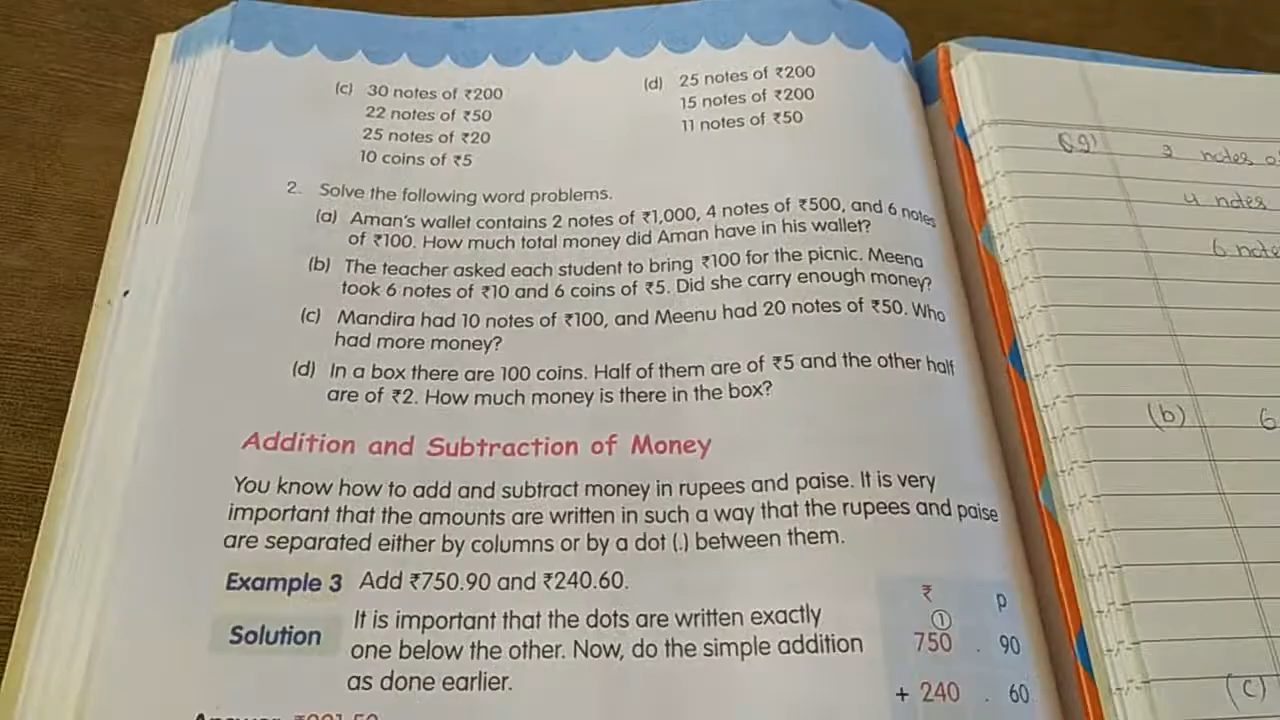 (c) 30 notes of ₹200
22 notes of ₹50
25 notes of ₹20
10 coins of ₹5
(d) 25 notes of ₹200
15 notes of ₹200
11 notes of ₹50
2. Solve the following word problems.
(a) Aman's wallet contains 2 notes of ₹1,000, 4 notes of ₹500, and 6 notes
of ₹100. How much total money did Aman have in his wallet?
(b) The teacher asked each student to bring ₹100 for the picnic. Meena
took 6 notes of ₹10 and 6 coins of ₹5. Did she carry enough money?
(c) Mandira had 10 notes of ₹100, and Meenu had 20 notes of ₹50. Who
had more money?
(d) In a box there are 100 coins. Half of them are of ₹5 and the other half
are of ₹2. How much money is there in the box?
Addition and Subtraction of Money
You know how to add and subtract money in rupees and paise. It is very
important that the amounts are written in such a way that the rupees and paise
are separated either by columns or by a dot (.) between them.
Example 3 Add ₹750.90 and ₹240.60.
Solution It is important that the dots are written exactly
one below the other. Now, do the simple addition
as done earlier.
₹ p
①
750 . 90
+ 240 . 60
notes
4 notes
6 note
(b) 6
(c)